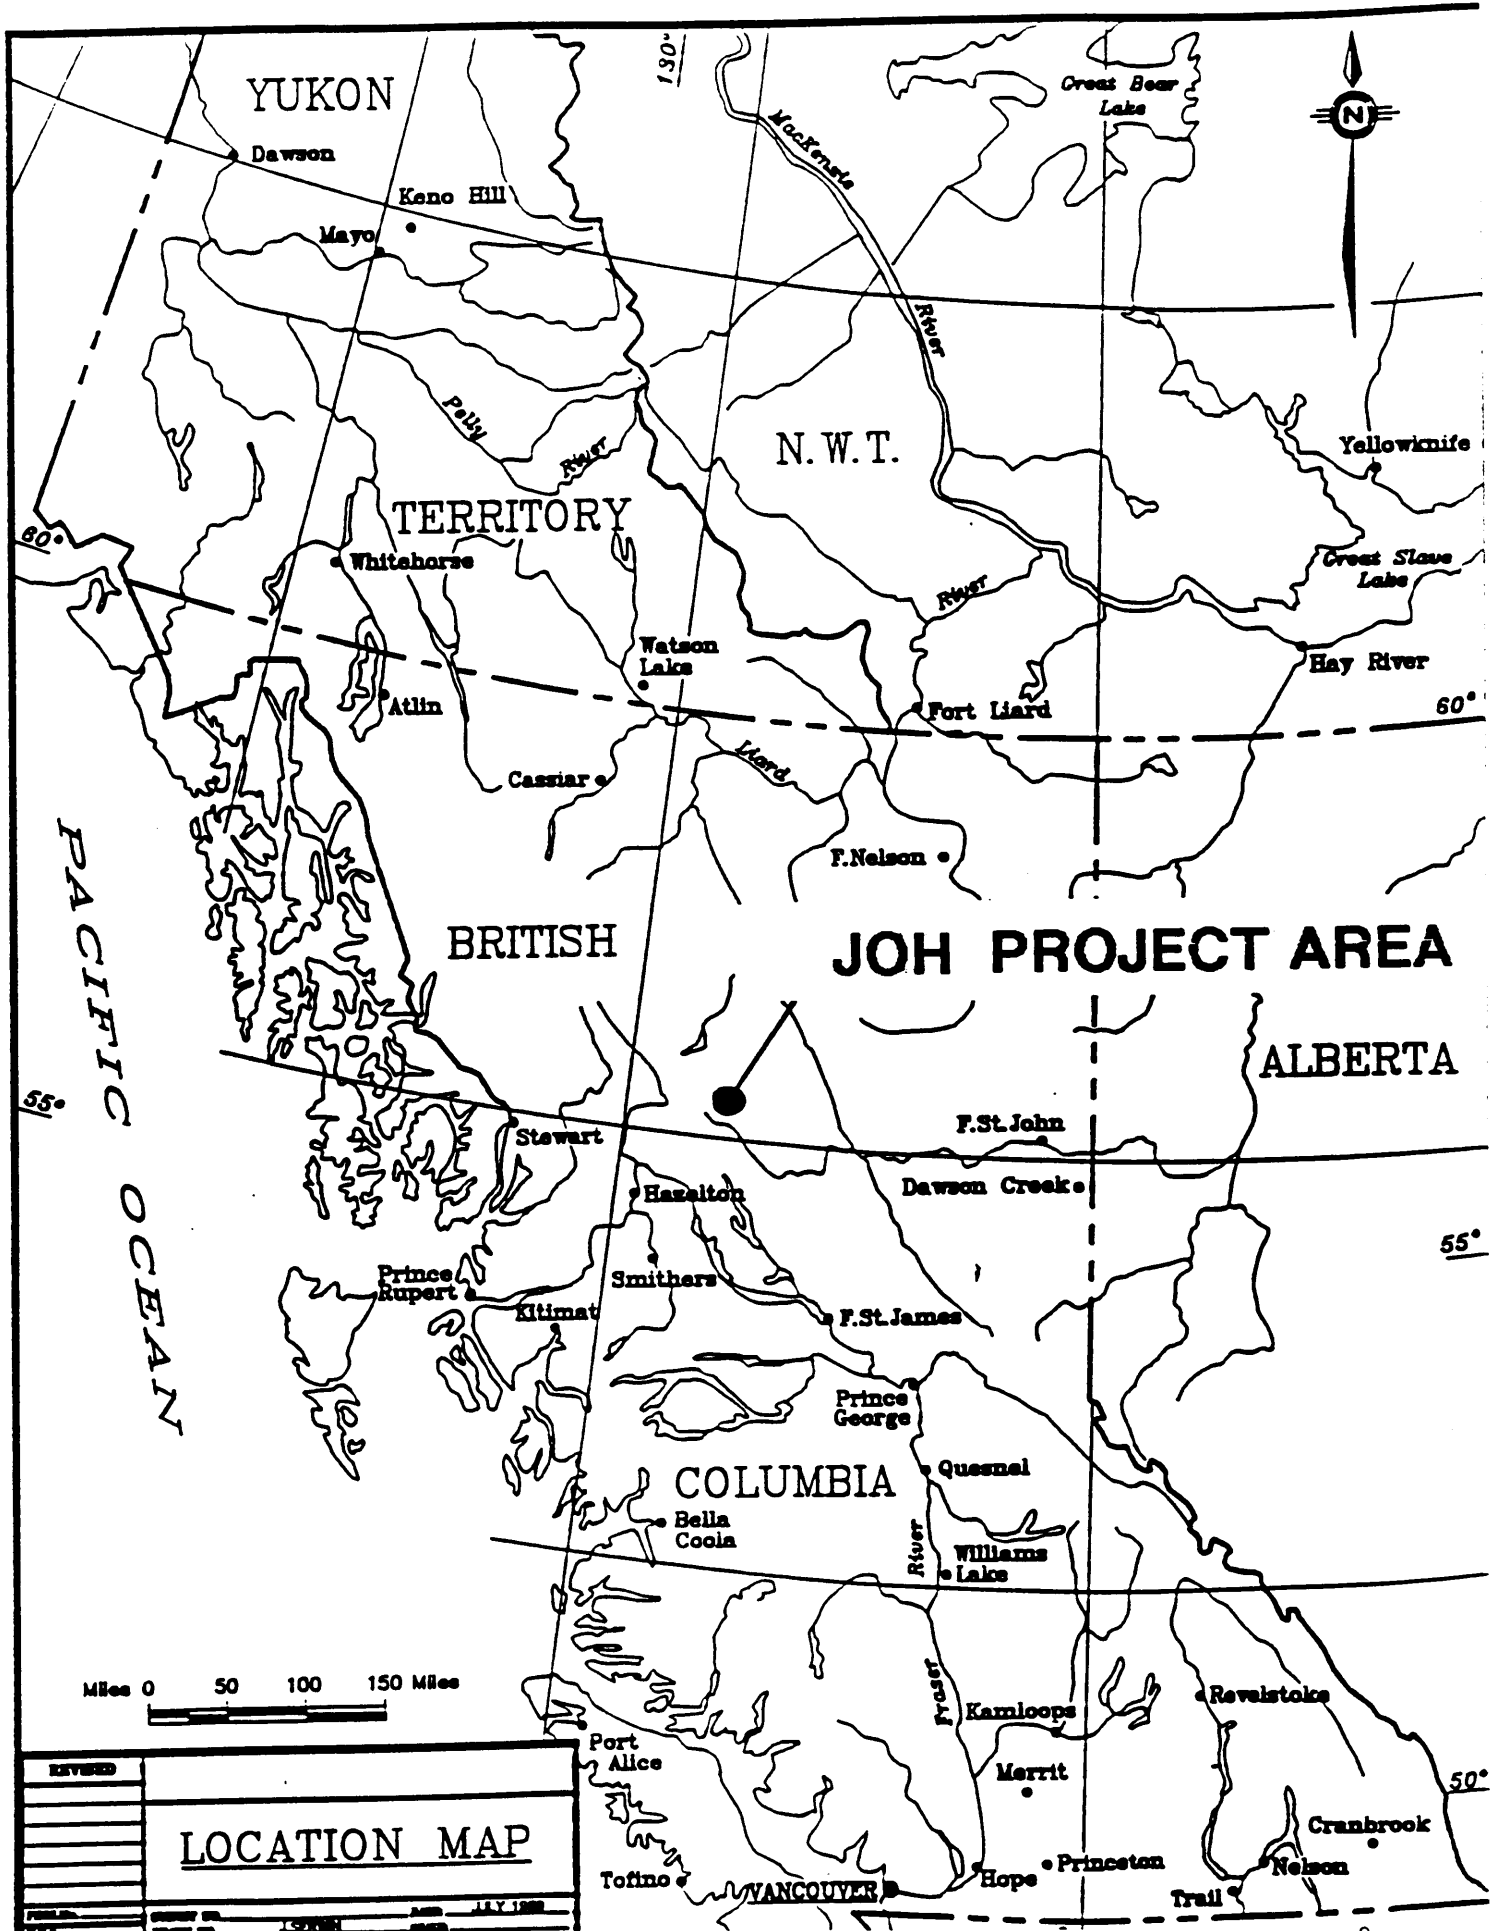 130°
YUKON
Great Bear
Lake
N
MacKensie
Dawson
Keno Hill
Mayo
River
Pelly
River
N.W.T.
Yellowknife
TERRITORY
60°
Whitehorse
Great Slave
Lake
River
Watson
Lake
Hay River
Atlin
Fort Liard
60°
Liard
Cassiar
F.Nelson
PACIFIC OCEAN
BRITISH
JOH PROJECT AREA
ALBERTA
55°
F.St.John
Stewart
Dawson Creek
Hazelton
55°
Prince
Rupert
Smithers
Kitimat
F.St.James
Prince
George
COLUMBIA
Quesnel
Bella
Coola
River
Williams
Lake
Fraser
Miles 0 50 100 150 Miles
Revelstoke
Kamloops
Port
Alice
Merrit
50°
REVISED
Cranbrook
LOCATION MAP
Tofino
VANCOUVER
Hope
Princeton
Nelson
Trail
JULY